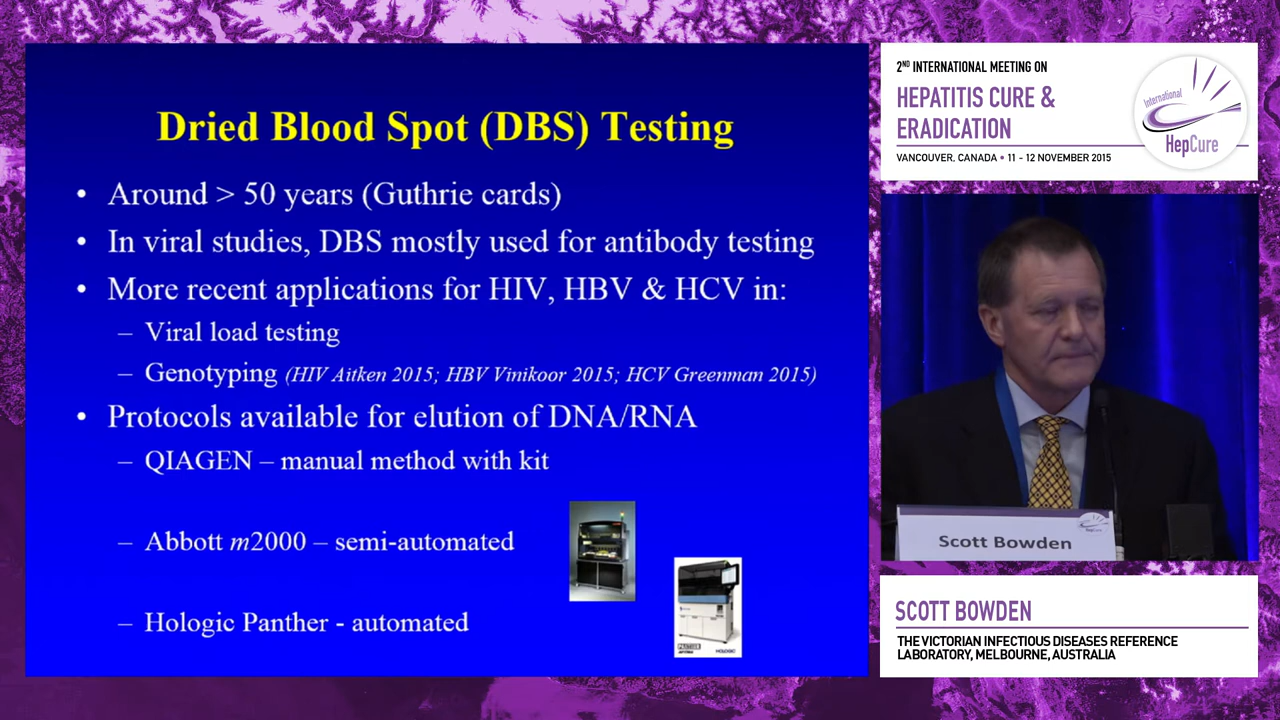 Dried Blood Spot (DBS) Testing
• Around > 50 years (Guthrie cards)
• In viral studies, DBS mostly used for antibody testing
• More recent applications for HIV, HBV & HCV in:
– Viral load testing
– Genotyping (HIV Aitken 2015; HBV Vinikoor 2015; HCV Greenman 2015)
• Protocols available for elution of DNA/RNA
– QIAGEN – manual method with kit
– Abbott m2000 – semi-automated
– Hologic Panther - automated
HOLOGIC
2ND INTERNATIONAL MEETING ON
HEPATITIS CURE &
ERADICATION
VANCOUVER, CANADA • 11 - 12 NOVEMBER 2015
International
HepCure
Scott Bowden
SCOTT BOWDEN
THE VICTORIAN INFECTIOUS DISEASES REFERENCE
LABORATORY, MELBOURNE, AUSTRALIA